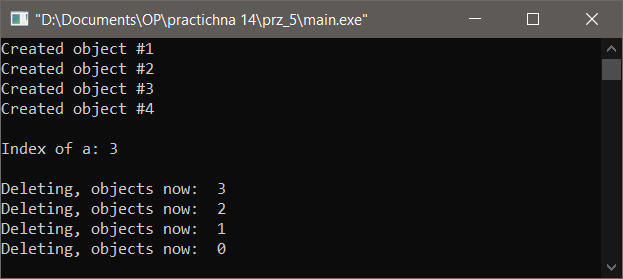 "D:\Documents\OP\practichna 14\prz_5\main.exe"
Created object #1
Created object #2
Created object #3
Created object #4
Index of a: 3
Deleting, objects now:  3
Deleting, objects now:  2
Deleting, objects now:  1
Deleting, objects now:  0